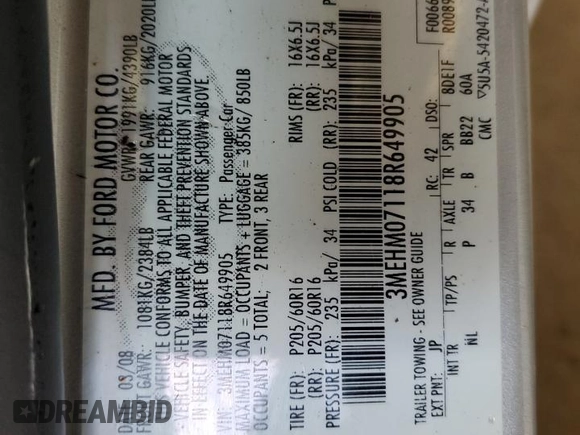 MFD. BY FORD MOTOR CO.
08/08 GVWR: 1991KG/4390LB
FRONT GAWR: 1081KG/2384LB REAR GAWR: 916KG/2020LB
VEHICLE CONFORMS TO ALL APPLICABLE FEDERAL MOTOR
VEHICLE SAFETY, BUMPER, AND THEFT PREVENTION STANDARDS
IN EFFECT ON THE DATE OF MANUFACTURE SHOWN ABOVE.
VIN: 3MEHM07118R649905 TYPE: Passenger Car
MAXIMUM LOAD = OCCUPANTS + LUGGAGE = 385KG/ 850LB
OCCUPANTS = 5 TOTAL, 2 FRONT, 3 REAR
TIRE (FR): P205/60R16 RIMS (FR): 16X6.5J
(RR): P205/60R16 (RR): 16X6.5J
PRESSURE (FR): 235 kPa/ 34 PSI COLD (RR): 235 kPa/ 34 P
3MEHM07118R649905
F0066
R0089
TRAILER TOWING - SEE OWNER GUIDE
EXT PNT: JP RC: 42 DSO: 8DE1F
INT TR TP/PS R AXLE TR SPR 60A
NL P 34 B BB22
CMC 5U5A-5420472-
DREAMBID